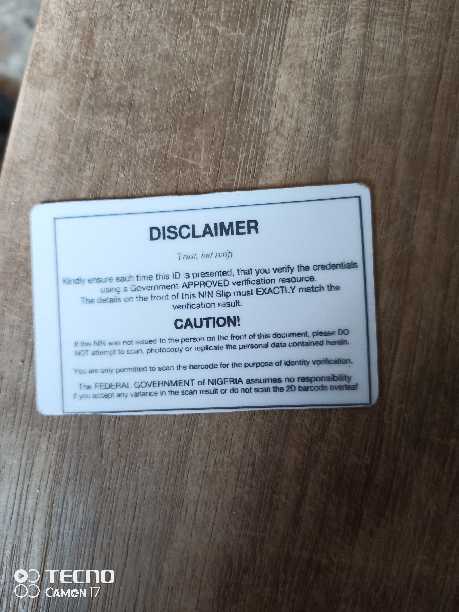 DISCLAIMER
Trust, but verify
Kindly ensure each time this ID is presented, that you verify the credentials
using a Government APPROVED verification resource.
The details on the front of this NIN Slip must EXACTLY match the
verification result.
CAUTION!
If this NIN was not issued to the person on the front of this document, please DO
NOT attempt to scan, photocopy or replicate the personal data contained herein.
You are only permitted to scan the barcode for the purpose of identity verification.
The FEDERAL GOVERNMENT of NIGERIA assumes no responsibility
if you accept any variance in the scan result or do not scan the 2D barcode overleaf
TECNO
CAMON 17